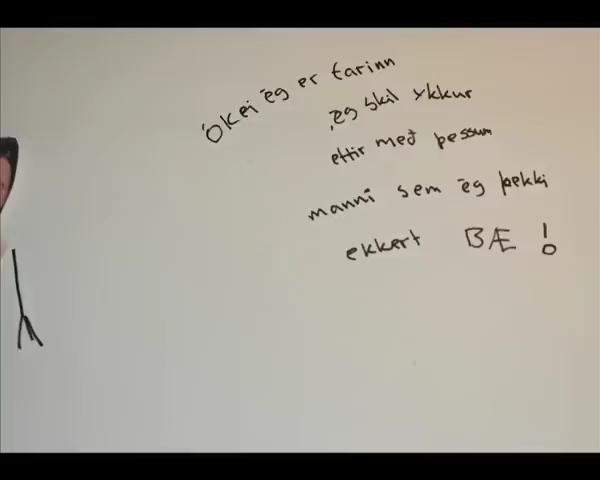 Ókei ég er farinn
,ég skil ykkur
eftir með þessum
manni sem ég þekki
ekkert BÆ!